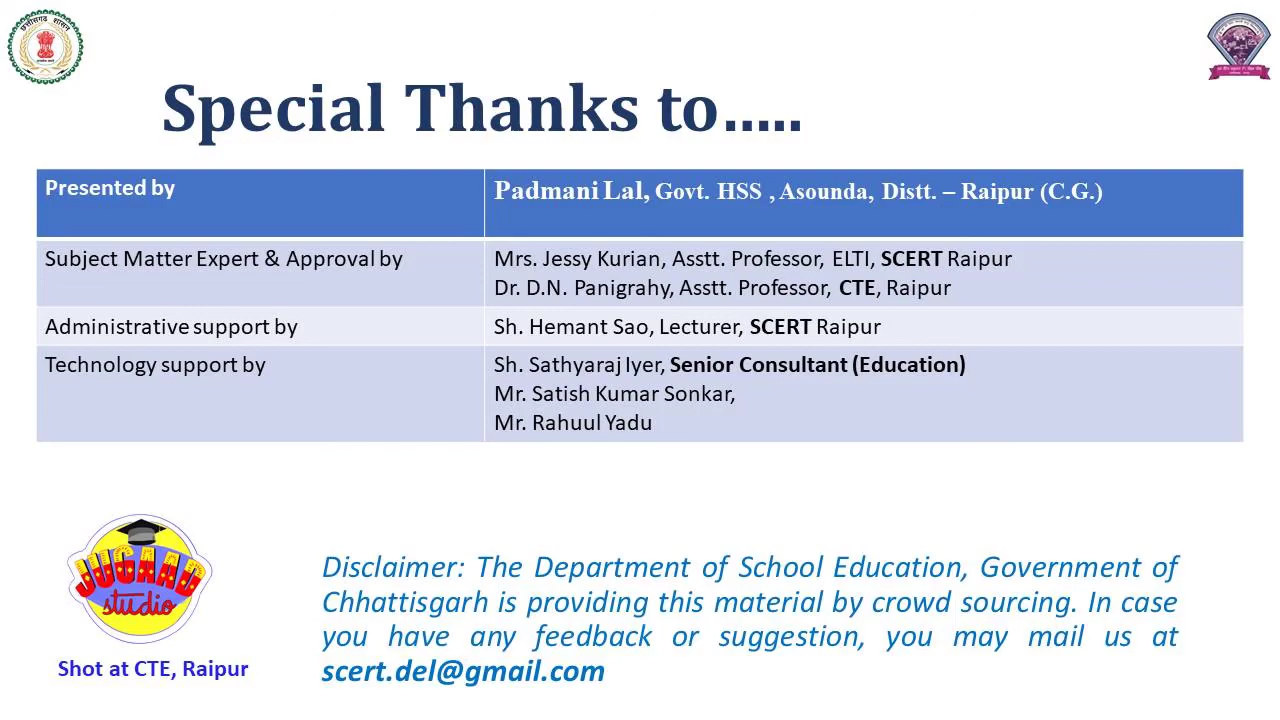 छत्तीसगढ़ शासन
Special Thanks to.....
Presented by
Padmani Lal, Govt. HSS , Asounda, Distt. – Raipur (C.G.)
Subject Matter Expert & Approval by
Mrs. Jessy Kurian, Asstt. Professor, ELTI, SCERT Raipur
Dr. D.N. Panigrahy, Asstt. Professor, CTE, Raipur
Administrative support by
Sh. Hemant Sao, Lecturer, SCERT Raipur
Technology support by
Sh. Sathyaraj Iyer, Senior Consultant (Education)
Mr. Satish Kumar Sonkar,
Mr. Rahuul Yadu
JUGAAD
studio
Shot at CTE, Raipur
Disclaimer: The Department of School Education, Government of
Chhattisgarh is providing this material by crowd sourcing. In case
you have any feedback or suggestion, you may mail us at
scert.del@gmail.com